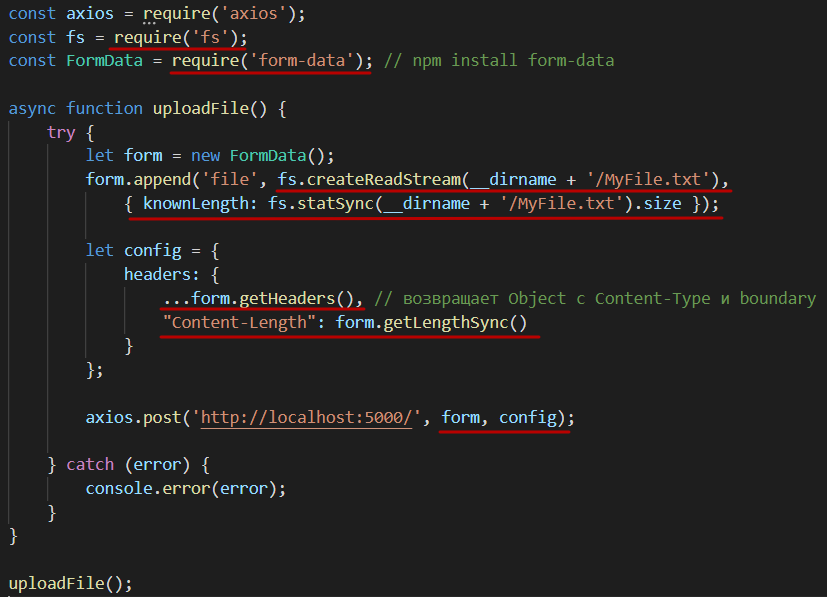 const axios = require('axios');
const fs = require('fs');
const FormData = require('form-data'); // npm install form-data
async function uploadFile() {
try {
let form = new FormData();
form.append('file', fs.createReadStream(__dirname + '/MyFile.txt'),
{ knownLength: fs.statSync(__dirname + '/MyFile.txt').size });
let config = {
headers: {
...form.getHeaders(), // возвращает Object с Content-Type и boundary
"Content-Length": form.getLengthSync()
}
};
axios.post('http://localhost:5000/', form, config);
} catch (error) {
console.error(error);
}
}
uploadFile();